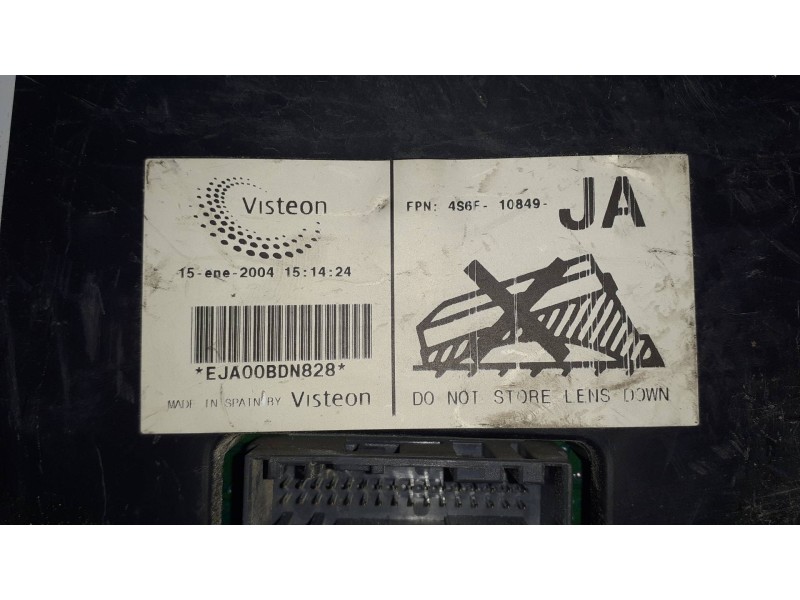 Visteon
15-ene-2004 15:14:24
*EJA00BDN828*
MADE IN SPAIN BY Visteon
FPN: 4S6F- 10849- JA
DO NOT STORE LENS DOWN